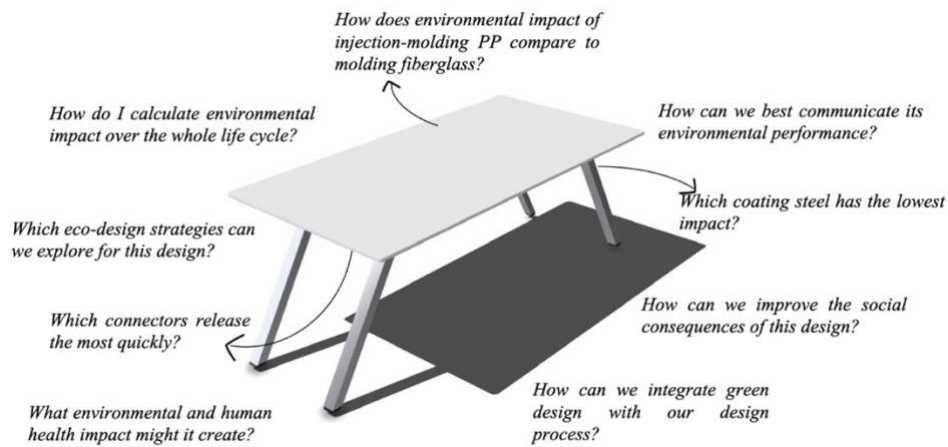 How does environmental impact of
injection-molding PP compare to
molding fiberglass?
How do I calculate environmental
impact over the whole life cycle?
How can we best communicate its
environmental performance?
Which coating steel has the lowest
impact?
Which eco-design strategies can
we explore for this design?
Which connectors release
the most quickly?
How can we improve the social
consequences of this design?
What environmental and human
health impact might it create?
How can we integrate green
design with our design
process?